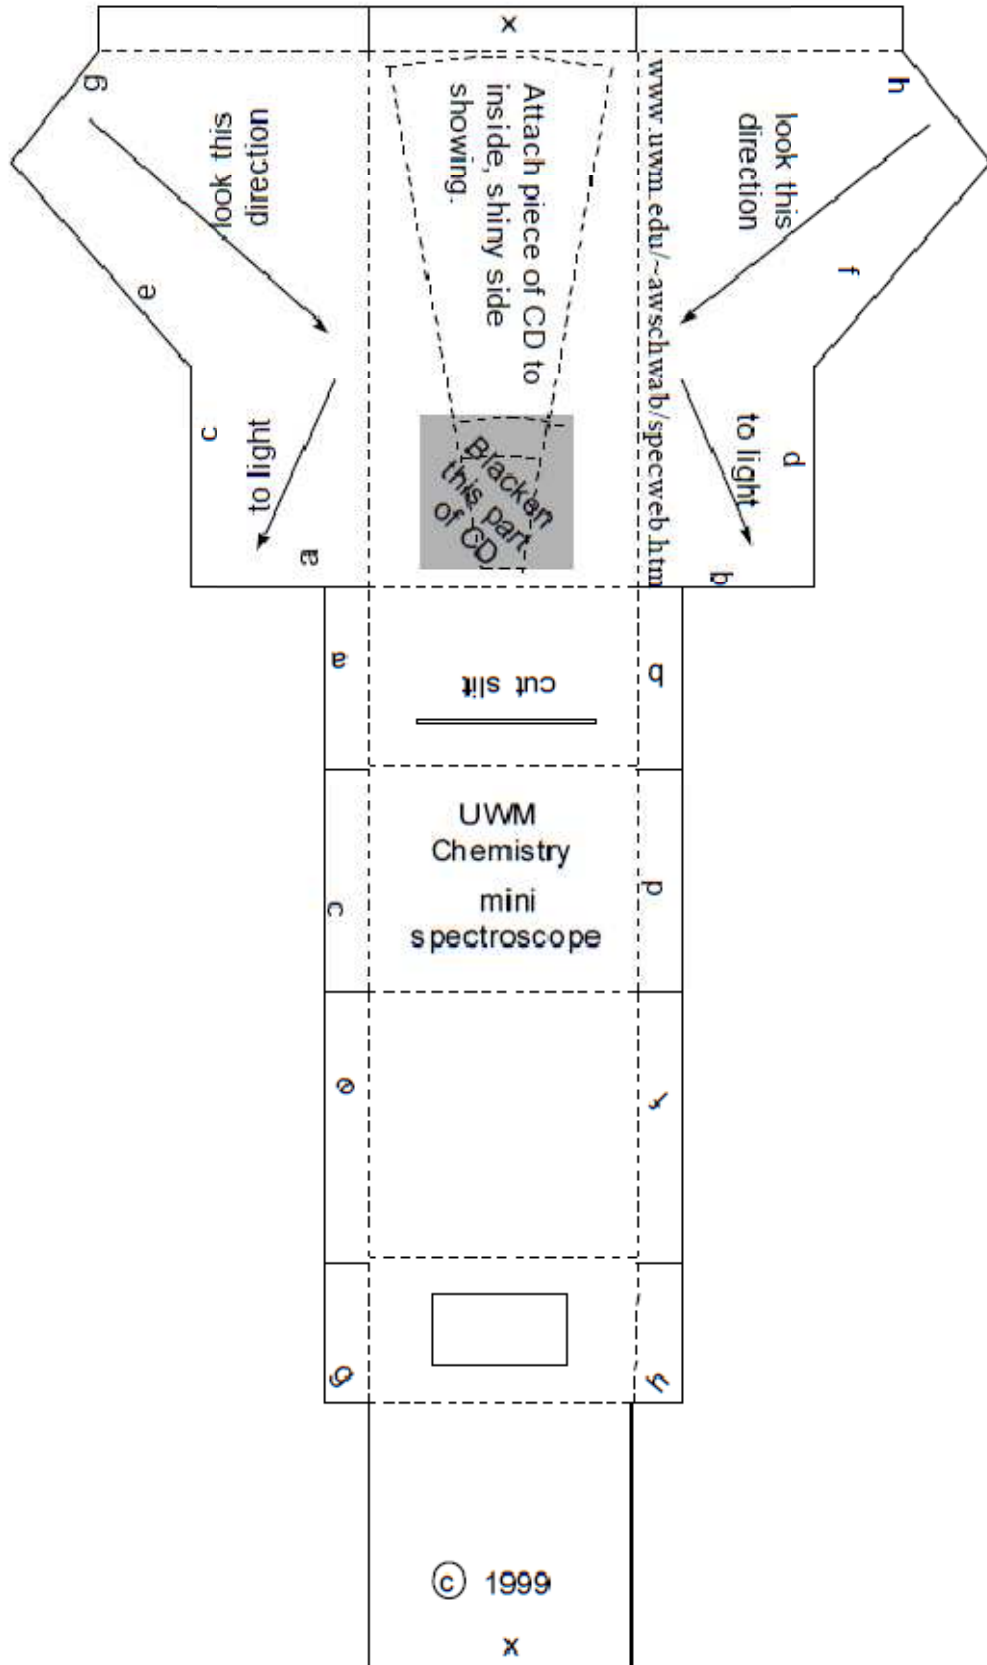 x
g
look this
direction
e
c
to light
a
Attach piece of CD to
inside, shiny side
showing.
Blacken
this part
of CD
www.uwm.edu/~awschwab/specweb.htm
h
look this
direction
f
d
to light
b
a
cut slit
b
UWM
Chemistry
mini
spectroscope
c
d
e
f
g
h
© 1999
x